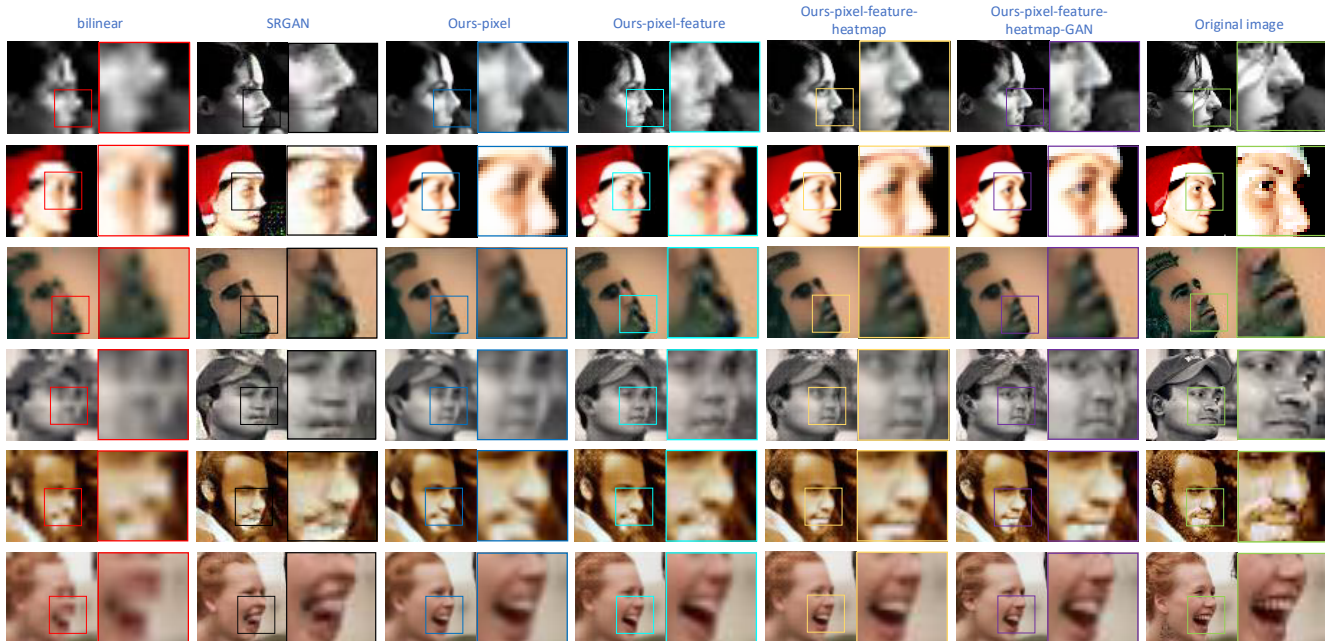 bilinear
SRGAN
Ours-pixel
Ours-pixel-feature
Ours-pixel-feature-
heatmap
Ours-pixel-feature-
heatmap-GAN
Original image